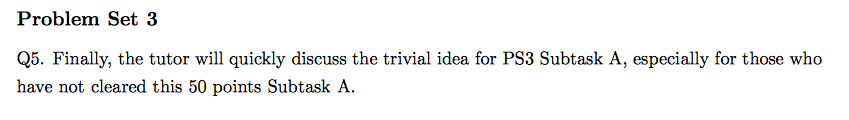 Problem Set 3
Q5. Finally, the tutor will quickly discuss the trivial idea for PS3 Subtask A, especially for those who
have not cleared this 50 points Subtask A.